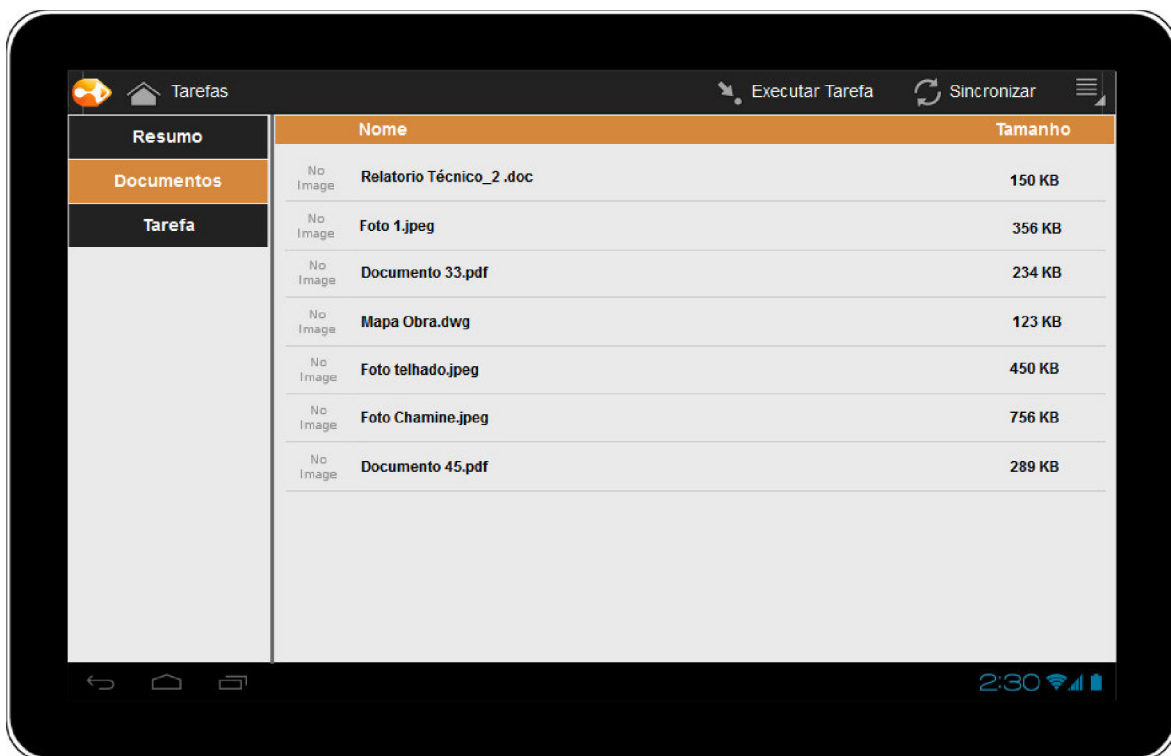 Tarefas Executar Tarefa Sincronizar
Resumo
Documentos
Tarefa
Nome Tamanho
No Image Relatorio Técnico_2 .doc 150 KB
No Image Foto 1.jpeg 356 KB
No Image Documento 33.pdf 234 KB
No Image Mapa Obra.dwg 123 KB
No Image Foto telhado.jpeg 450 KB
No Image Foto Chamine.jpeg 756 KB
No Image Documento 45.pdf 289 KB
2:30